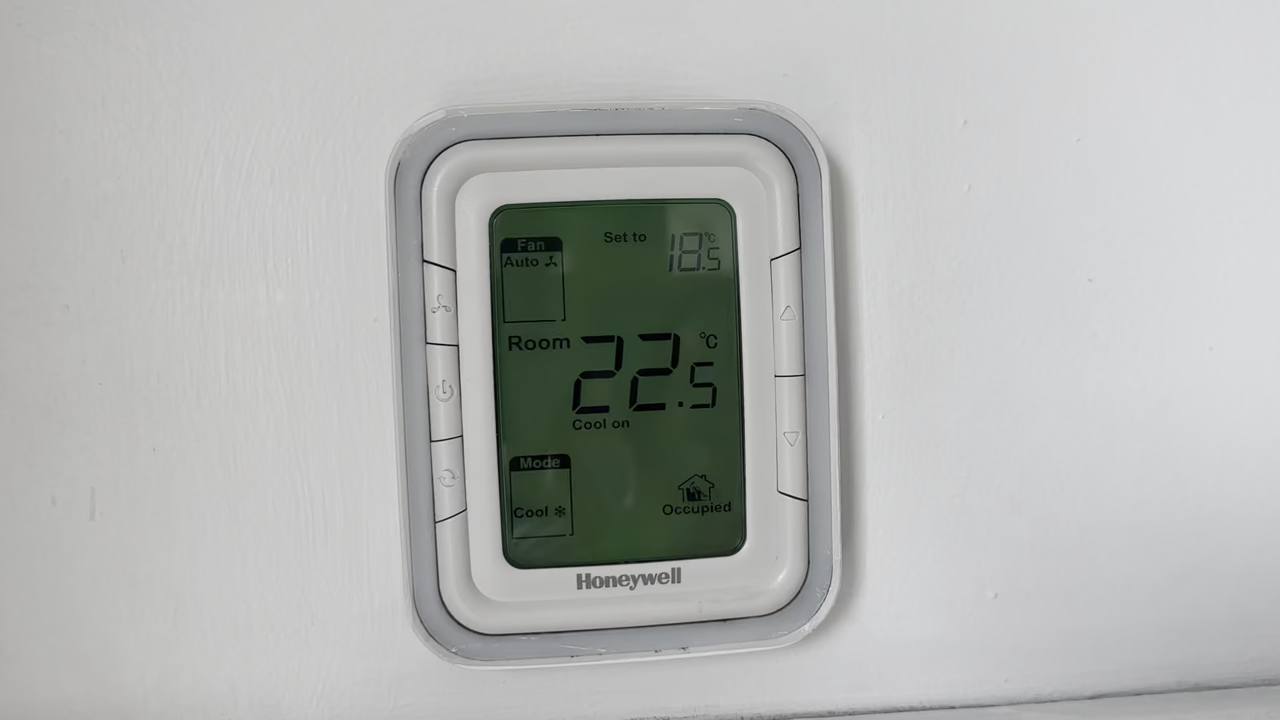 Fan
Auto
Set to
18.5 °C
Room
22.5 °C
Cool on
Mode
Cool
Occupied
Honeywell